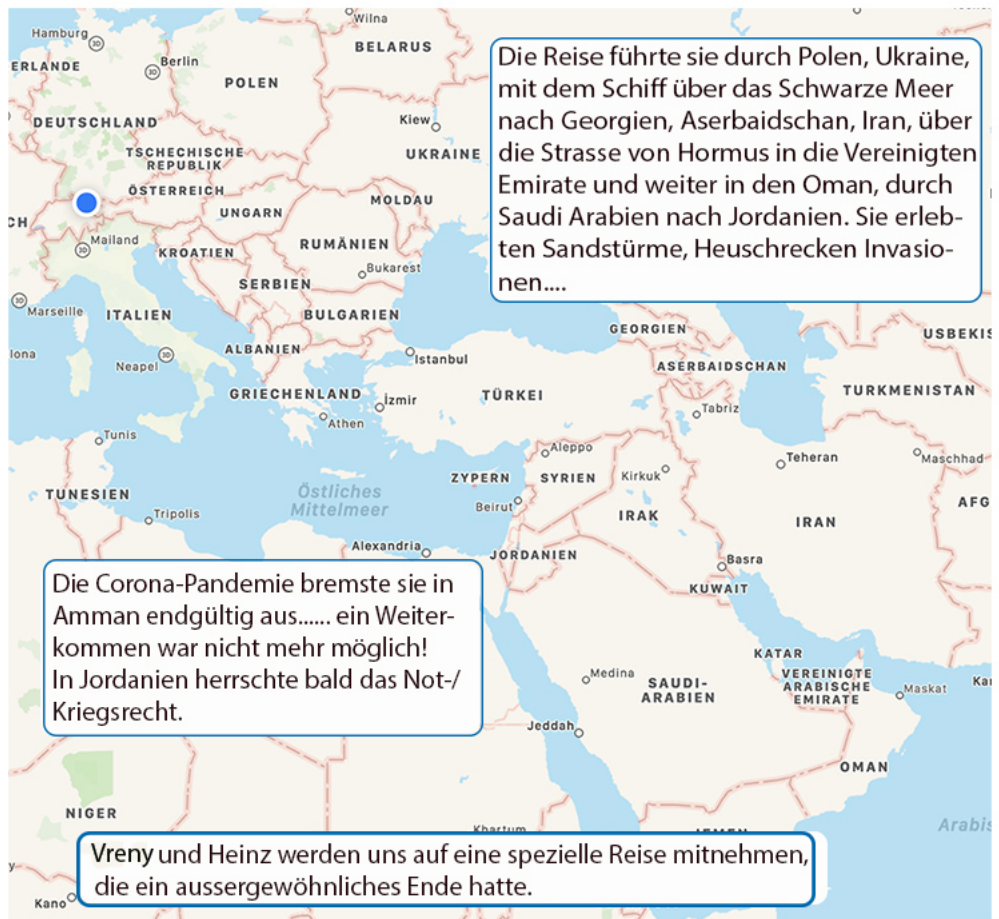 Wilna
Hamburg
BELARUS
ERLANDE
Berlin
POLEN
Die Reise führte sie durch Polen, Ukraine,
mit dem Schiff über das Schwarze Meer
nach Georgien, Aserbaidschan, Iran, über
die Strasse von Hormus in die Vereinigten
Emirate und weiter in den Oman, durch
Saudi Arabien nach Jordanien. Sie erleb-
ten Sandstürme, Heuschrecken Invasio-
nen....
DEUTSCHLAND
Kiew
TSCHECHISCHE
REPUBLIK
UKRAINE
ÖSTERREICH
MOLDAU
UNGARN
CH
Mailand
KROATIEN
RUMÄNIEN
Bukarest
SERBIEN
Marseille
ITALIEN
BULGARIEN
GEORGIEN
USBEKIS
lona
ALBANIEN
Istanbul
Neapel
ASERBAIDSCHAN
GRIECHENLAND
İzmir
TÜRKEI
TURKMENISTAN
Athen
Tabriz
Tunis
Aleppo
Teheran
Maschhad
ZYPERN
SYRIEN
Kirkuk
TUNESIEN
Östliches
Mittelmeer
Beirut
AFG
Tripolis
IRAK
IRAN
Alexandria
JORDANIEN
Basra
KUWAIT
Die Corona-Pandemie bremste sie in
Amman endgültig aus...... ein Weiter-
kommen war nicht mehr möglich!
In Jordanien herrschte bald das Not-/
Kriegsrecht.
KATAR
Medina
SAUDI-
ARABIEN
VEREINIGTE
ARABISCHE
EMIRATE
Maskat
Kar
Jeddah
OMAN
NIGER
Arabis
Khartum
JEMEN
Vreny und Heinz werden uns auf eine spezielle Reise mitnehmen,
die ein aussergewöhnliches Ende hatte.
Kano